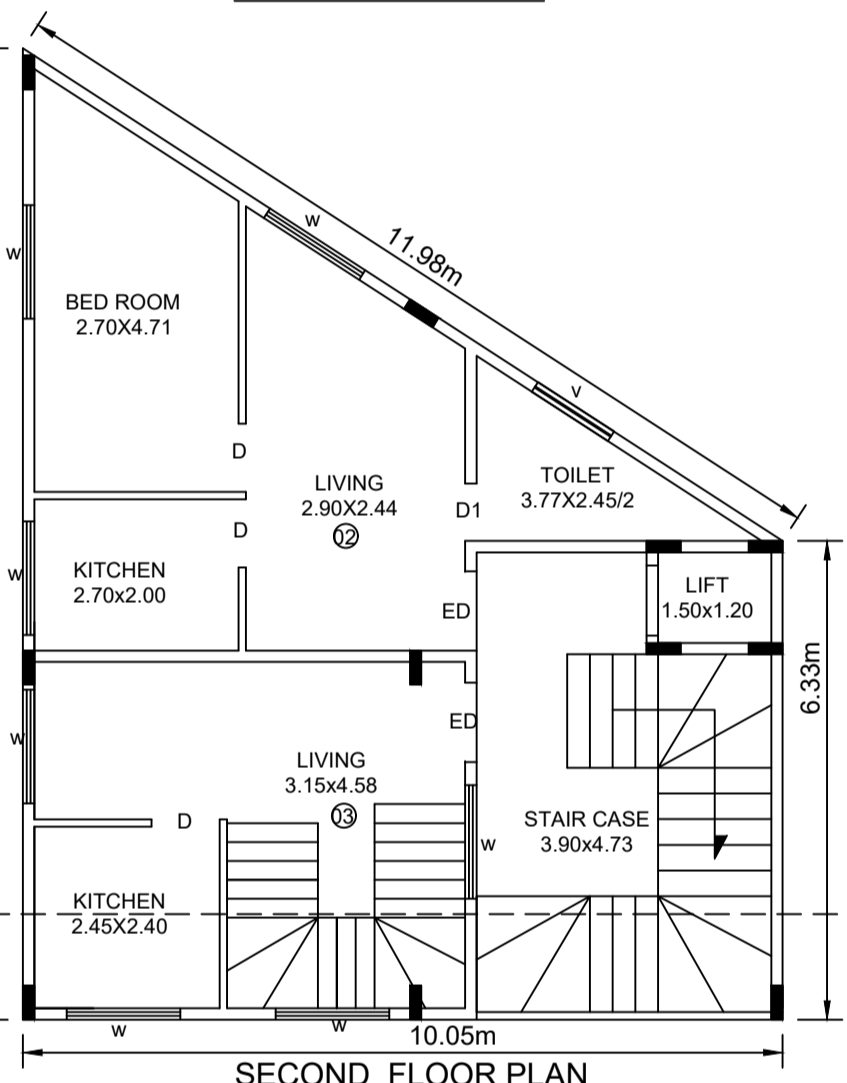 w
11.98m
w
BED ROOM
2.70X4.71
v
D
LIVING
2.90X2.44
02
TOILET
3.77X2.45/2
D1
D
w
KITCHEN
2.70x2.00
LIFT
1.50x1.20
ED
6.33m
ED
w
LIVING
3.15x4.58
03
D
STAIR CASE
3.90x4.73
w
KITCHEN
2.45X2.40
w
w
10.05m
SECOND FLOOR PLAN